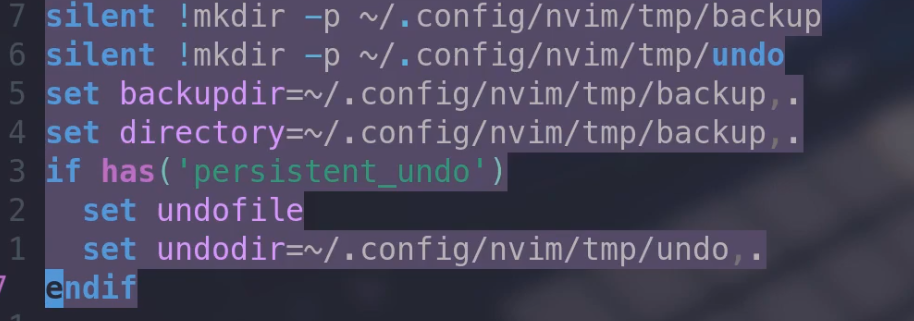 7 silent !mkdir -p ~/.config/nvim/tmp/backup
6 silent !mkdir -p ~/.config/nvim/tmp/undo
5 set backupdir=~/.config/nvim/tmp/backup,.
4 set directory=~/.config/nvim/tmp/backup,.
3 if has('persistent_undo')
2   set undofile
1   set undodir=~/.config/nvim/tmp/undo,.
endif